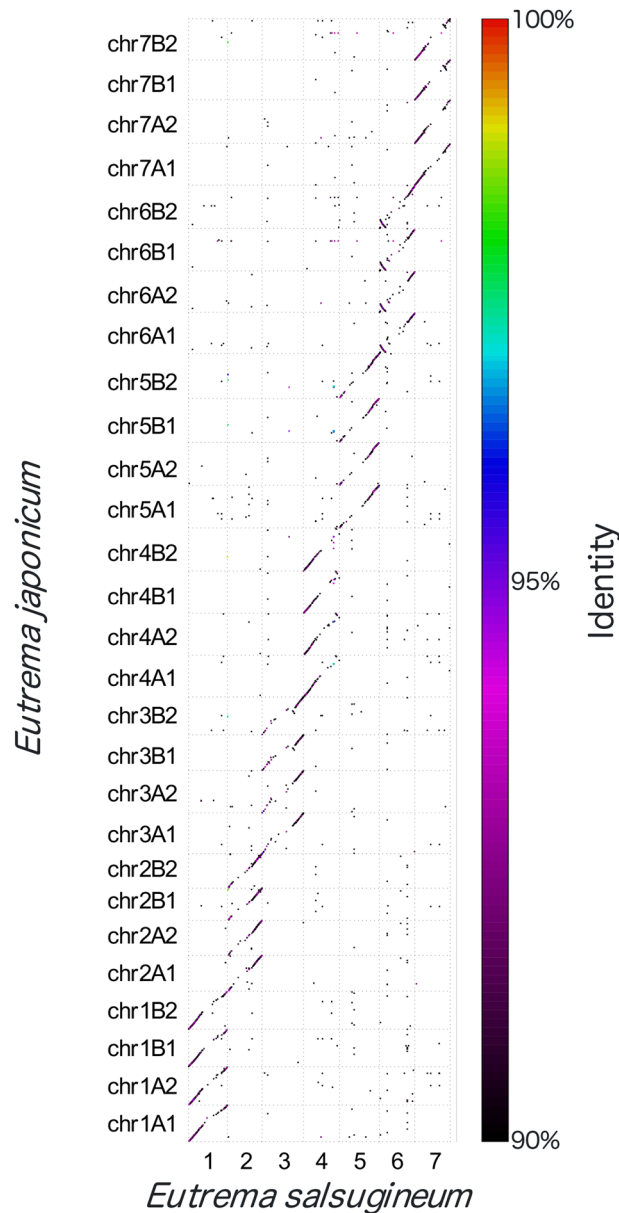 100%
chr7B2
chr7B1
chr7A2
chr7A1
chr6B2
chr6B1
chr6A2
chr6A1
chr5B2
chr5B1
chr5A2
chr5A1
chr4B2
95%
Identity
chr4B1
chr4A2
chr4A1
Eutrema japonicum
chr3B2
chr3B1
chr3A2
chr3A1
chr2B2
chr2B1
chr2A2
chr2A1
chr1B2
chr1B1
chr1A2
chr1A1
90%
1 2 3 4 5 6 7
Eutrema salsugineum